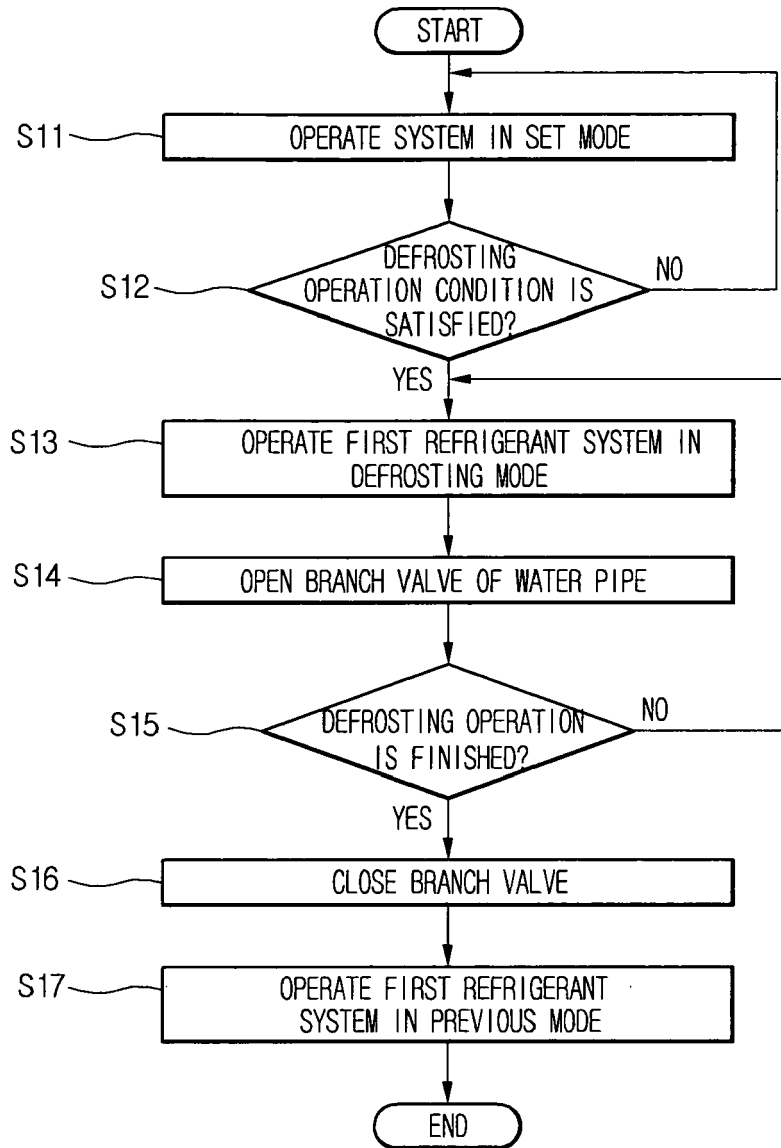 START
S11
OPERATE SYSTEM IN SET MODE
S12
DEFROSTING
OPERATION CONDITION IS
SATISFIED?
NO
YES
S13
OPERATE FIRST REFRIGERANT SYSTEM IN
DEFROSTING MODE
S14
OPEN BRANCH VALVE OF WATER PIPE
S15
DEFROSTING OPERATION
IS FINISHED?
NO
YES
S16
CLOSE BRANCH VALVE
S17
OPERATE FIRST REFRIGERANT
SYSTEM IN PREVIOUS MODE
END